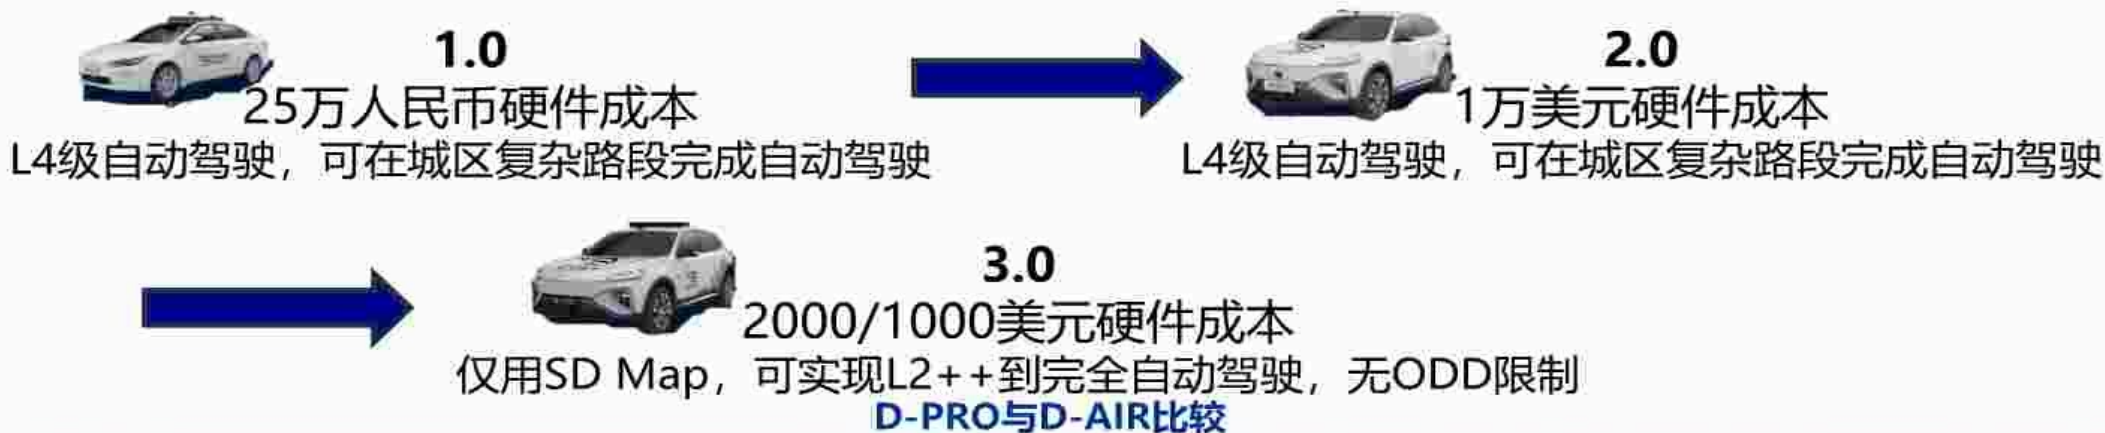 1.0
25万人民币硬件成本
L4级自动驾驶，可在城区复杂路段完成自动驾驶
2.0
1万美元硬件成本
L4级自动驾驶，可在城区复杂路段完成自动驾驶
3.0
2000/1000美元硬件成本
仅用SD Map，可实现L2++到完全自动驾驶，无ODD限制
D-PRO与D-AIR比较